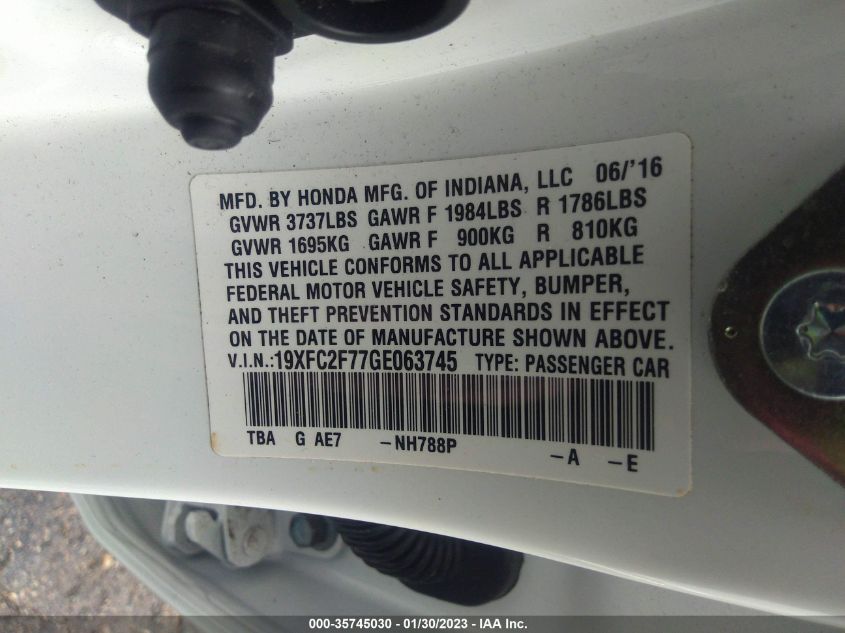 MFD. BY HONDA MFG. OF INDIANA, LLC 06/'16
GVWR 3737LBS GAWR F 1984LBS R 1786LBS
GVWR 1695KG GAWR F 900KG R 810KG
THIS VEHICLE CONFORMS TO ALL APPLICABLE
FEDERAL MOTOR VEHICLE SAFETY, BUMPER,
AND THEFT PREVENTION STANDARDS IN EFFECT
ON THE DATE OF MANUFACTURE SHOWN ABOVE.
V.I.N.:19XFC2F77GE063745 TYPE: PASSENGER CAR
TBA G AE7 -NH788P -A -E
000-35745030 - 01/30/2023 - IAA Inc.